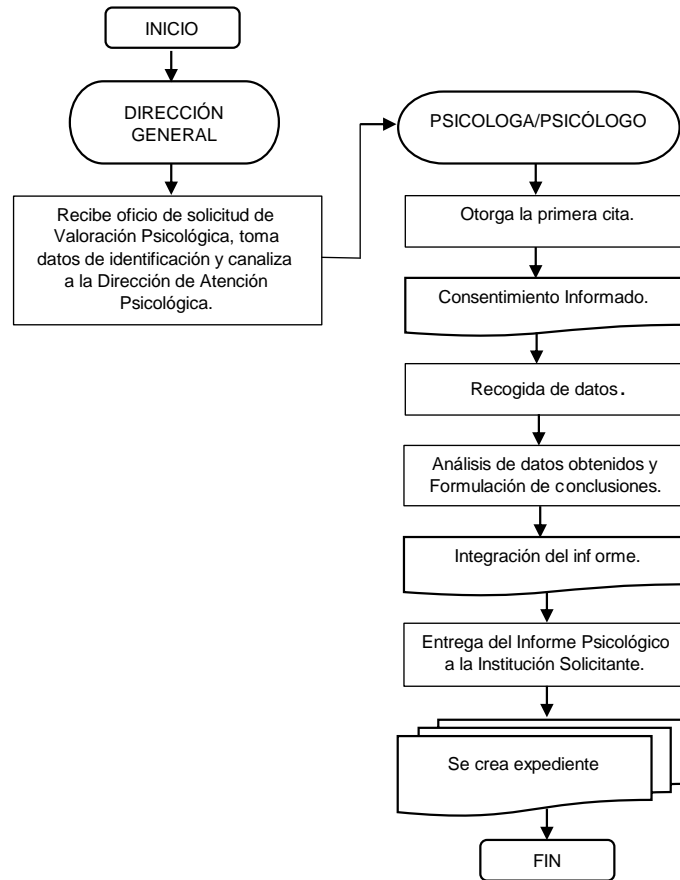 INICIO
DIRECCIÓN
GENERAL
Recibe oficio de solicitud de
Valoración Psicológica, toma
datos de identificación y canaliza
a la Dirección de Atención
Psicológica.
PSICOLOGA/PSICÓLOGO
Otorga la primera cita.
Consentimiento Informado.
Recogida de datos.
Análisis de datos obtenidos y
Formulación de conclusiones.
Integración del informe.
Entrega del Informe Psicológico
a la Institución Solicitante.
Se crea expediente
FIN